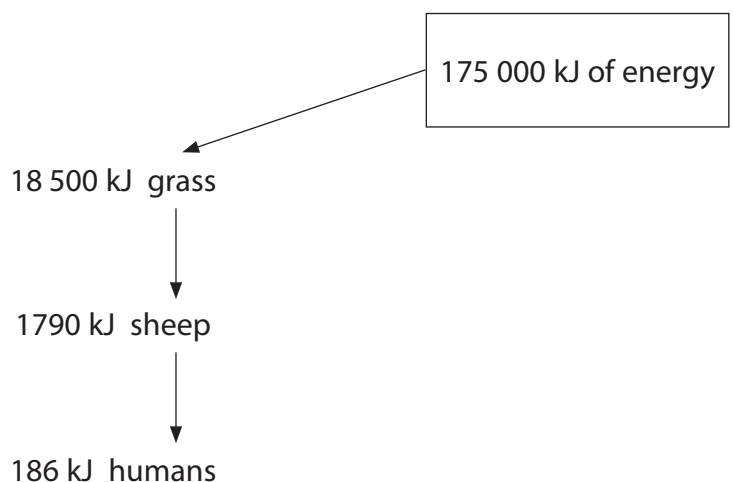 175 000 kJ of energy
18 500 kJ grass
1790 kJ sheep
186 kJ humans